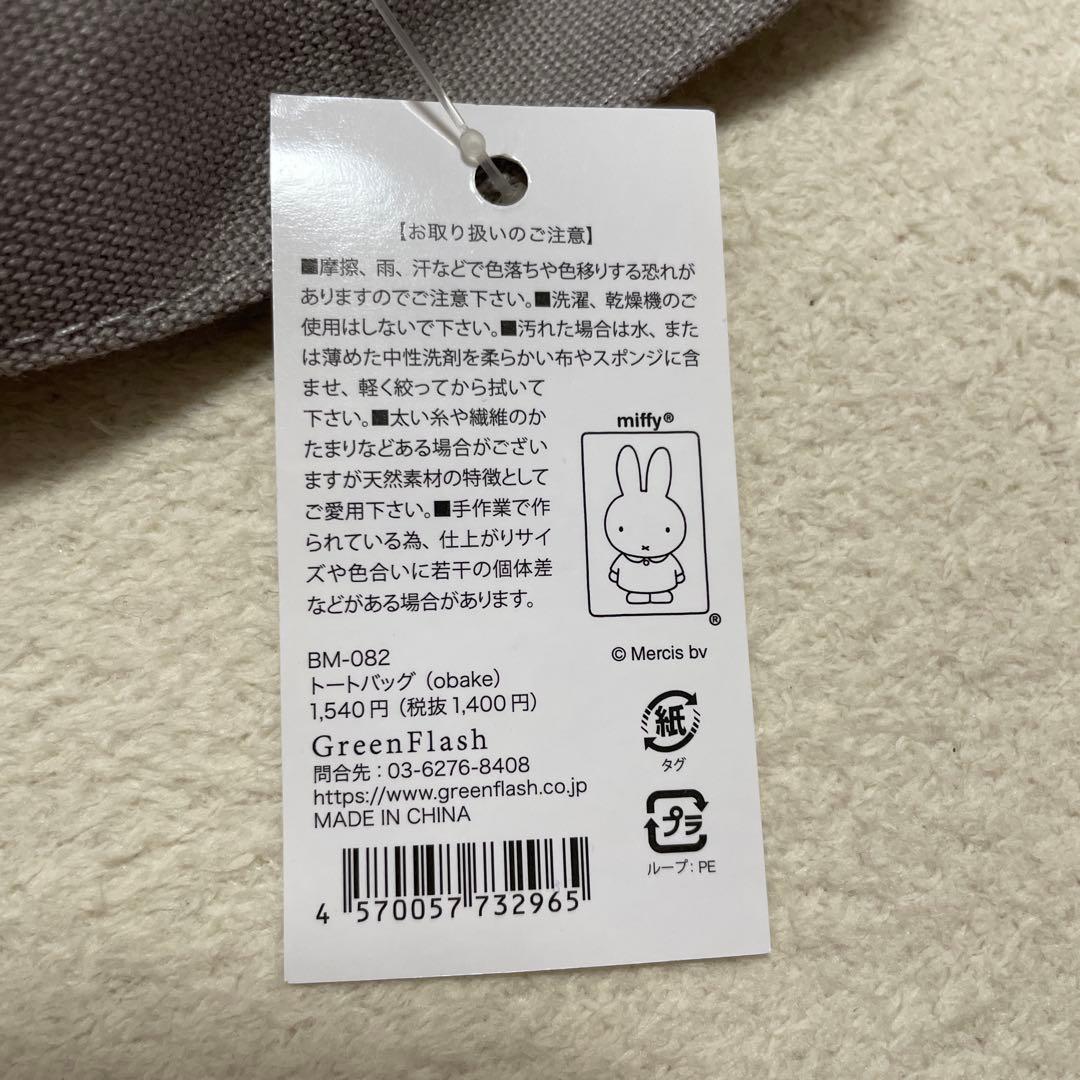 【お取り扱いのご注意】
■摩擦、雨、汗などで色落ちや色移りする恐れが
ありますのでご注意下さい。■洗濯、乾燥機のご
使用はしないで下さい。■汚れた場合は水、また
は薄めた中性洗剤を柔らかい布やスポンジに含
ませ、軽く絞ってから拭いて
下さい。■太い糸や繊維のか
たまりなどある場合がござい
ますが天然素材の特徴として
ご愛用下さい。■手作業で作
られている為、仕上がりサイ
ズや色合いに若干の個体差
などがある場合があります。
miffy®
®
© Mercis bv
BM-082
トートバッグ（obake）
1,540円（税抜1,400円）
GreenFlash
問合先：03-6276-8408
https://www.greenflash.co.jp
MADE IN CHINA
紙
タグ
プラ
ループ：PE
4 570057 732965